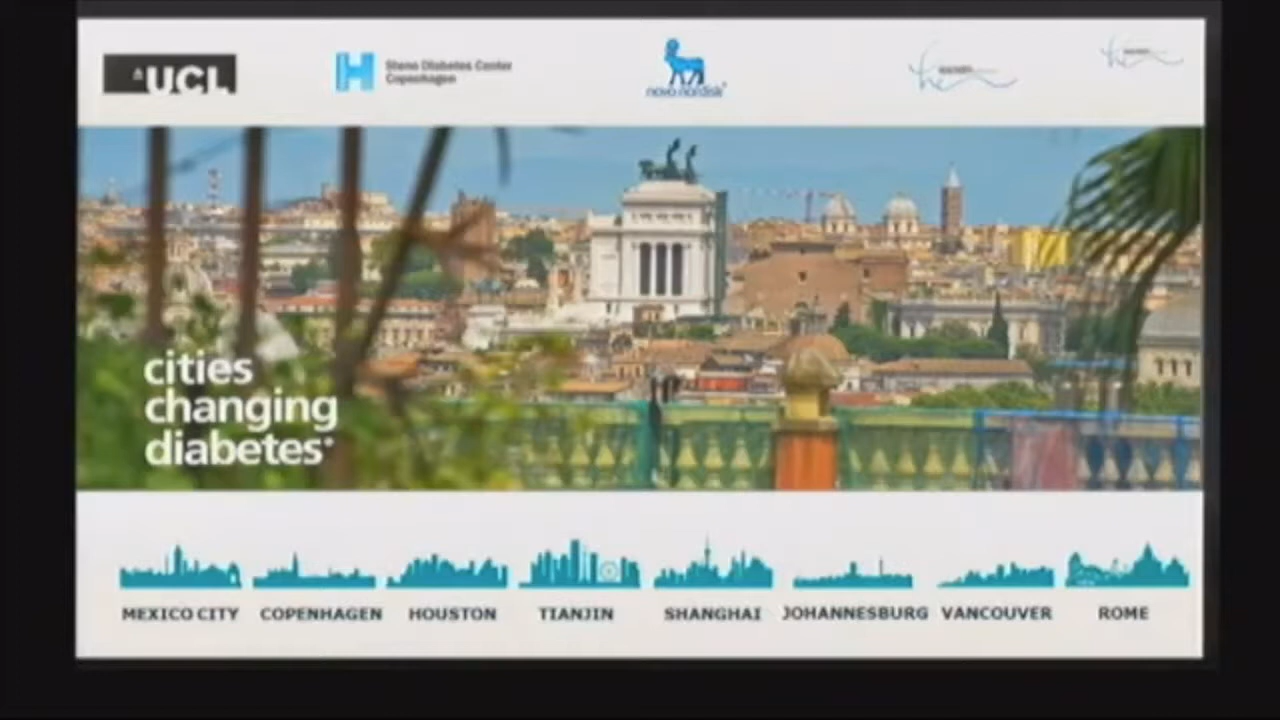 UCL
Steno Diabetes Center
Copenhagen
novo nordisk®
cities
changing
diabetes®
MEXICO CITY
COPENHAGEN
HOUSTON
TIANJIN
SHANGHAI
JOHANNESBURG
VANCOUVER
ROME